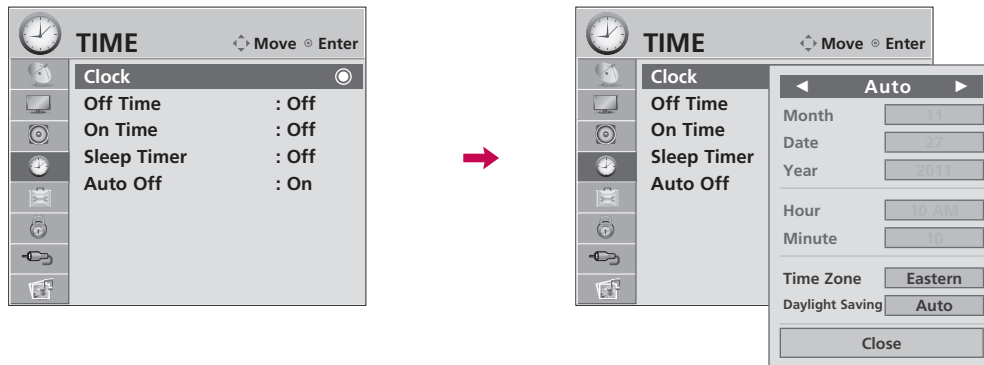 TIME Move Enter
Clock
Off Time : Off
On Time : Off
Sleep Timer : Off
Auto Off : On
TIME Move Enter
Clock
Off Time
On Time
Sleep Timer
Auto Off
◄ Auto ►
Month 11
Date 27
Year 2011
Hour 10 AM
Minute 10
Time Zone Eastern
Daylight Saving Auto
Close